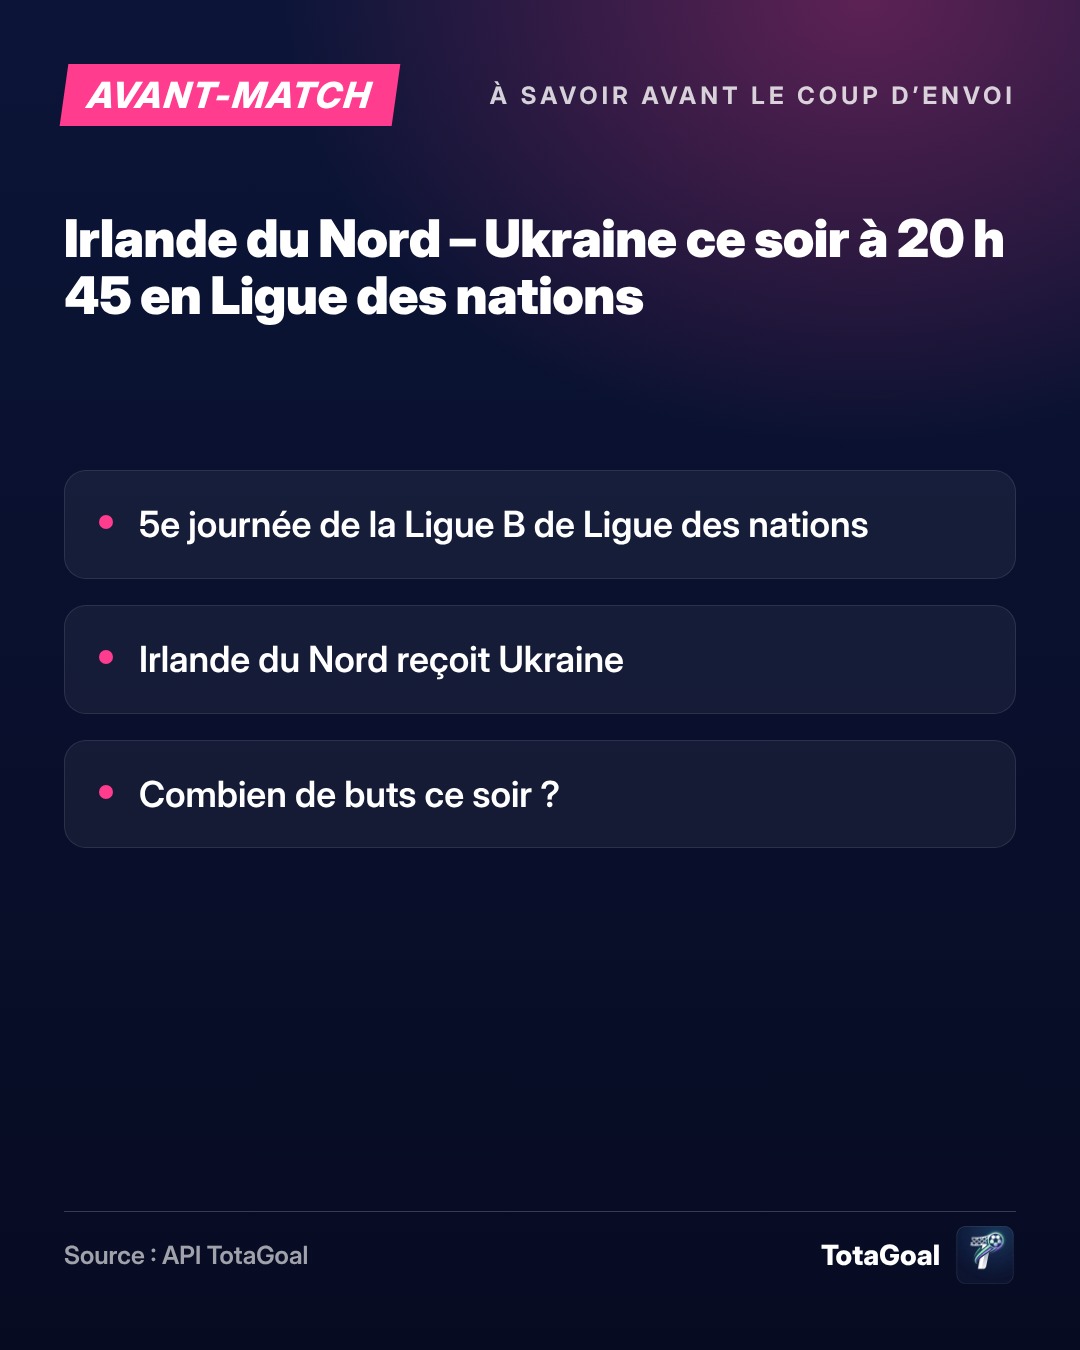 AVANT-MATCH
À SAVOIR AVANT LE COUP D’ENVOI
Irlande du Nord – Ukraine ce soir à 20 h
45 en Ligue des nations
5e journée de la Ligue B de Ligue des nations
Irlande du Nord reçoit Ukraine
Combien de buts ce soir ?
Source : API TotaGoal
TotaGoal